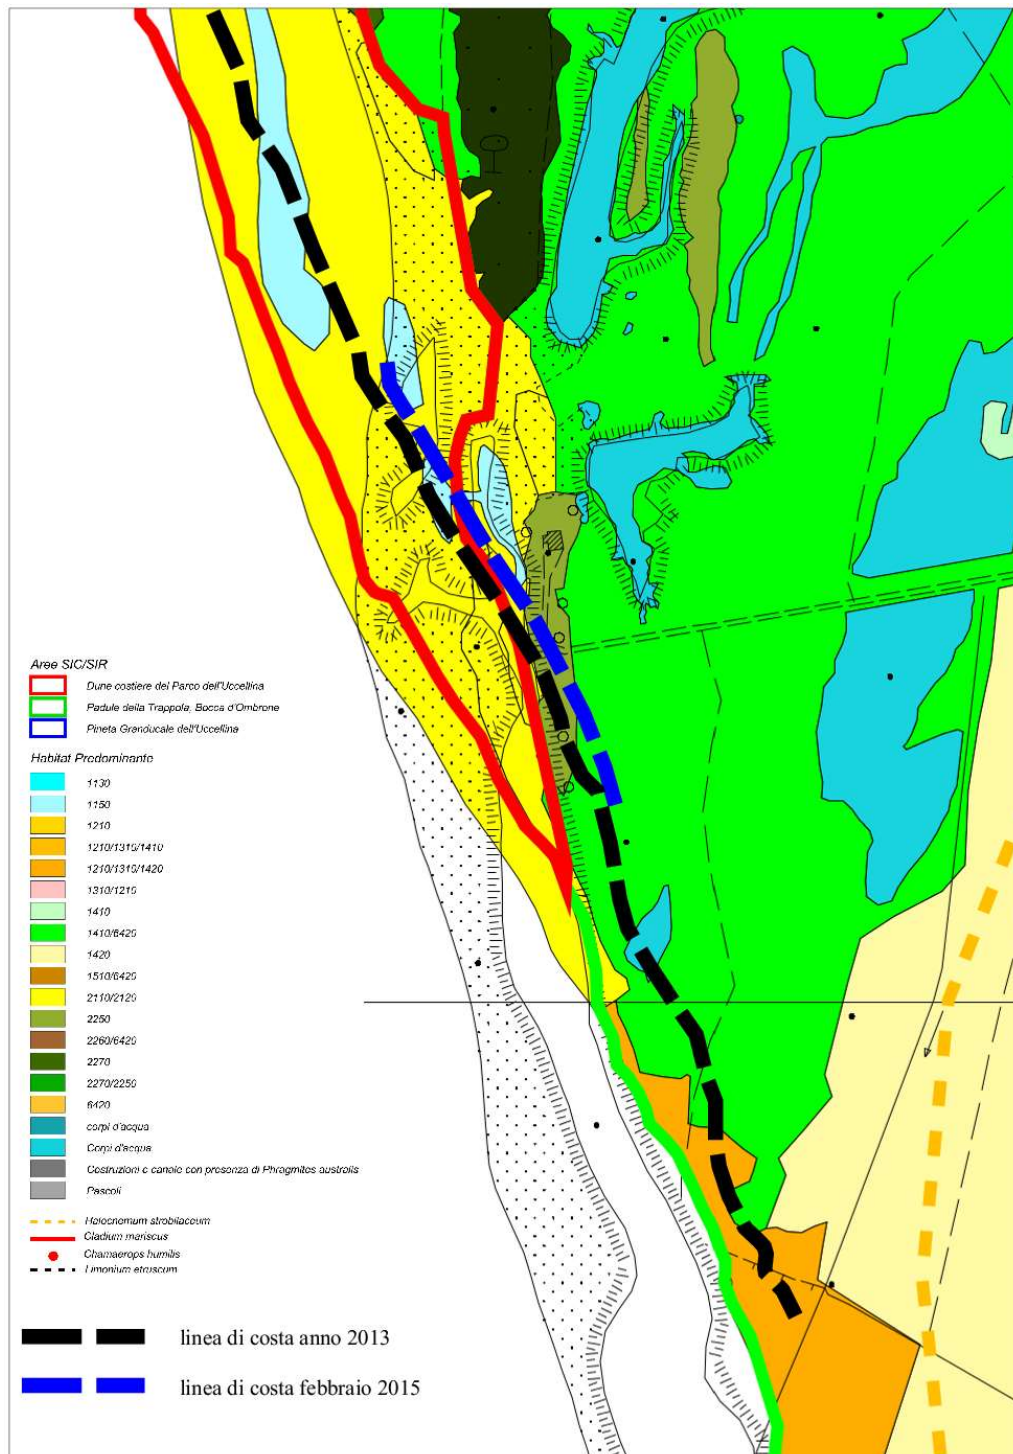 Aree SIC/SIR
Dune costiere del Parco dell'Uccellina
Padule della Trappola, Bocca d'Ombrone
Pineta Granducale dell'Uccellina
Habitat Predominante
1130
1150
1210
1210/1310/1410
1210/1310/1420
1310/1210
1410
1410/6420
1420
1510/6420
2110/2120
2250
2260/6420
2270
2270/2250
6420
corpi d'acqua
Corpi d'acqua
Costruzioni e canale con presenza di Phragmites australis
Pascoli
Halocnemum strobilaceum
Cladium mariscus
Chamaerops humilis
Limonium etruscum
linea di costa anno 2013
linea di costa febbraio 2015